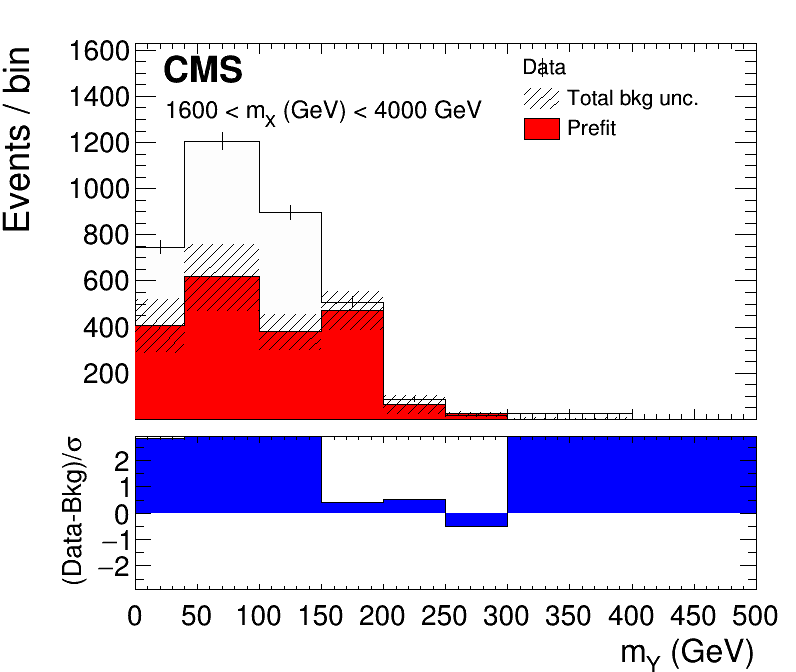 Events / bin
1600
1400
1200
1000
800
600
400
200
CMS
1600 < mX (GeV) < 4000 GeV
Data
Total bkg unc.
Prefit
(Data-Bkg)/σ
2
1
0
−1
−2
0 50 100 150 200 250 300 350 400 450 500
mY (GeV)